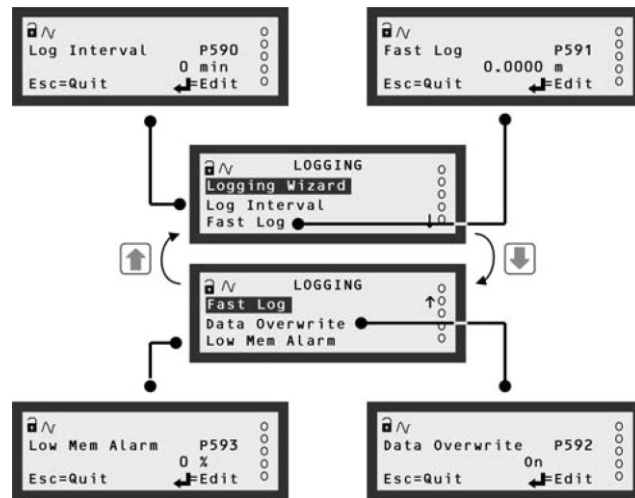 Log Interval P590
0 min
Esc=Quit =Edit
Fast Log P591
0.0000 m
Esc=Quit =Edit
LOGGING
Logging Wizard
Log Interval
Fast Log
LOGGING
Fast Log
Data Overwrite
Low Mem Alarm
Low Mem Alarm P593
0 %
Esc=Quit =Edit
Data Overwrite P592
On
Esc=Quit =Edit